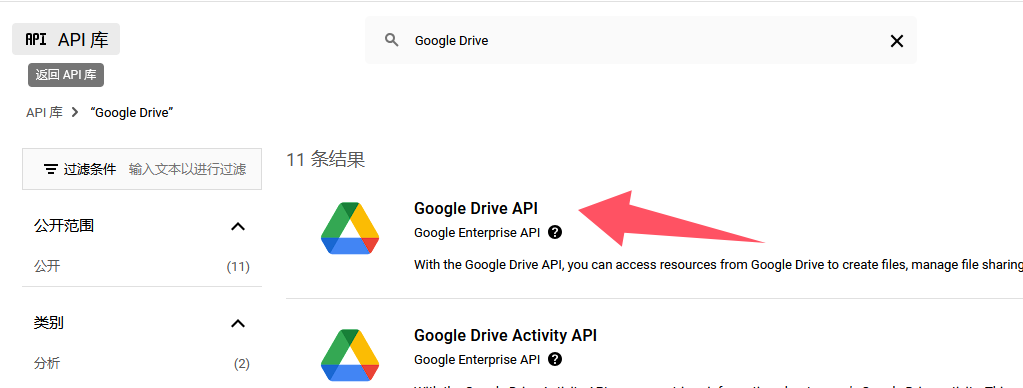 API API 库
Google Drive
返回 API 库
API 库 “Google Drive”
过滤条件 输入文本以进行过滤
11 条结果
公开范围
公开 (11)
类别
分析 (2)
Google Drive API
Google Enterprise API
With the Google Drive API, you can access resources from Google Drive to create files, manage file sharing
Google Drive Activity API
Google Enterprise API